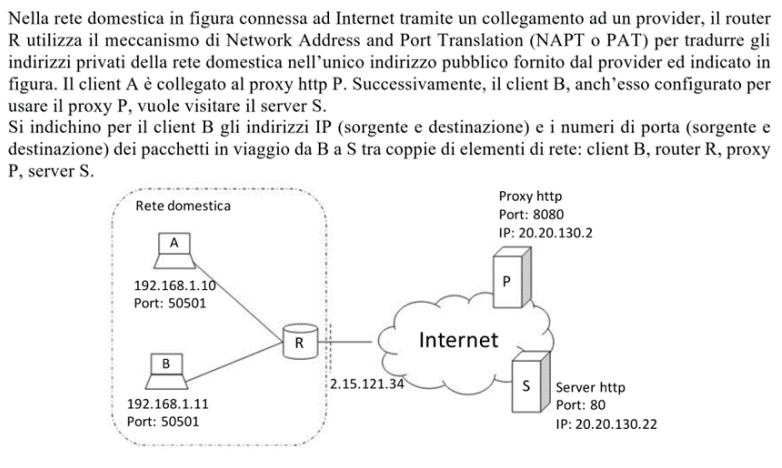 Nella rete domestica in figura connessa ad Internet tramite un collegamento ad un provider, il router
R utilizza il meccanismo di Network Address and Port Translation (NAPT o PAT) per tradurre gli
indirizzi privati della rete domestica nell'unico indirizzo pubblico fornito dal provider ed indicato in
figura. Il client A è collegato al proxy http P. Successivamente, il client B, anch'esso configurato per
usare il proxy P, vuole visitare il server S.
Si indichino per il client B gli indirizzi IP (sorgente e destinazione) e i numeri di porta (sorgente e
destinazione) dei pacchetti in viaggio da B a S tra coppie di elementi di rete: client B, router R, proxy
P, server S.
Rete domestica
A
192.168.1.10
Port: 50501
B
192.168.1.11
Port: 50501
R
2.15.121.34
Internet
Proxy http
Port: 8080
IP: 20.20.130.2
P
S
Server http
Port: 80
IP: 20.20.130.22